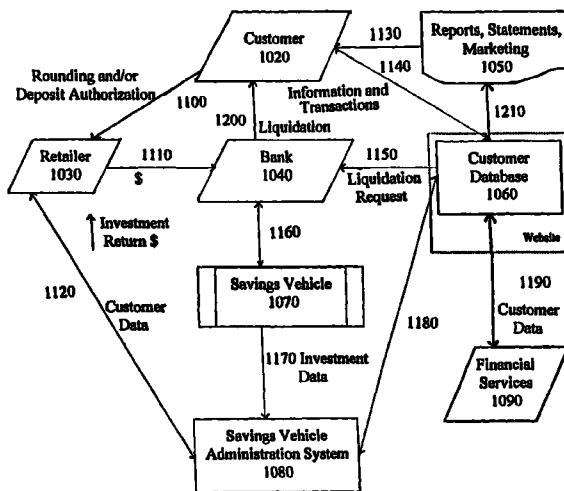 Customer
1020
1130
1140
Reports, Statements,
Marketing
1050
Rounding and/or
Deposit Authorization
1100
1200
Liquidation
Information and
Transactions
1210
Retailer
1030
1110
$
Bank
1040
1150
Liquidation
Request
Customer
Database
1060
Website
Investment
Return $
1160
1120
Customer
Data
Savings Vehicle
1070
1180
1190
Customer
Data
1170 Investment
Data
Financial
Services
1090
Savings Vehicle
Administration System
1080